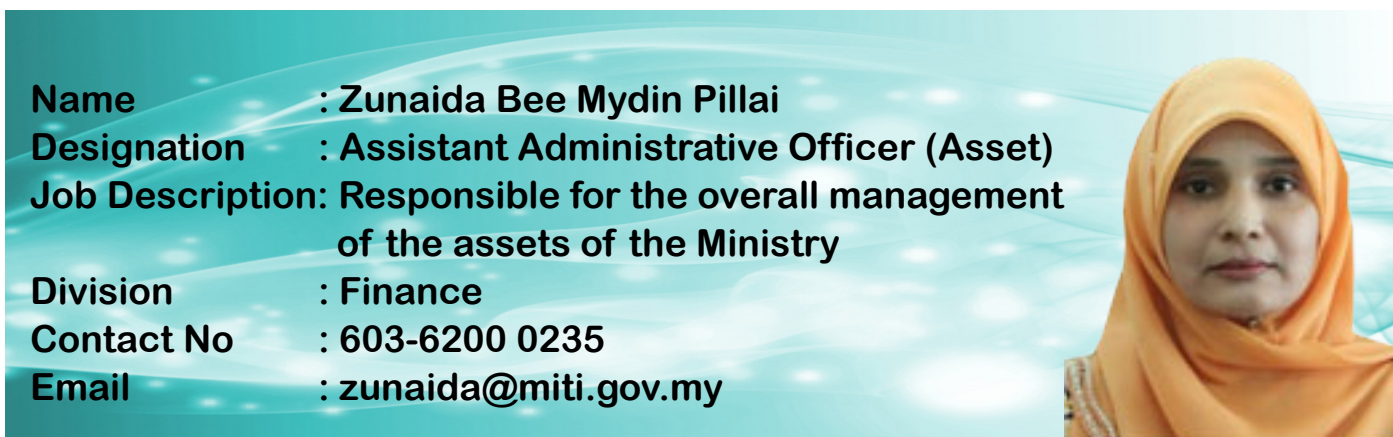 Name : Zunaida Bee Mydin Pillai
Designation : Assistant Administrative Officer (Asset)
Job Description: Responsible for the overall management
of the assets of the Ministry
Division : Finance
Contact No : 603-6200 0235
Email : zunaida@miti.gov.my